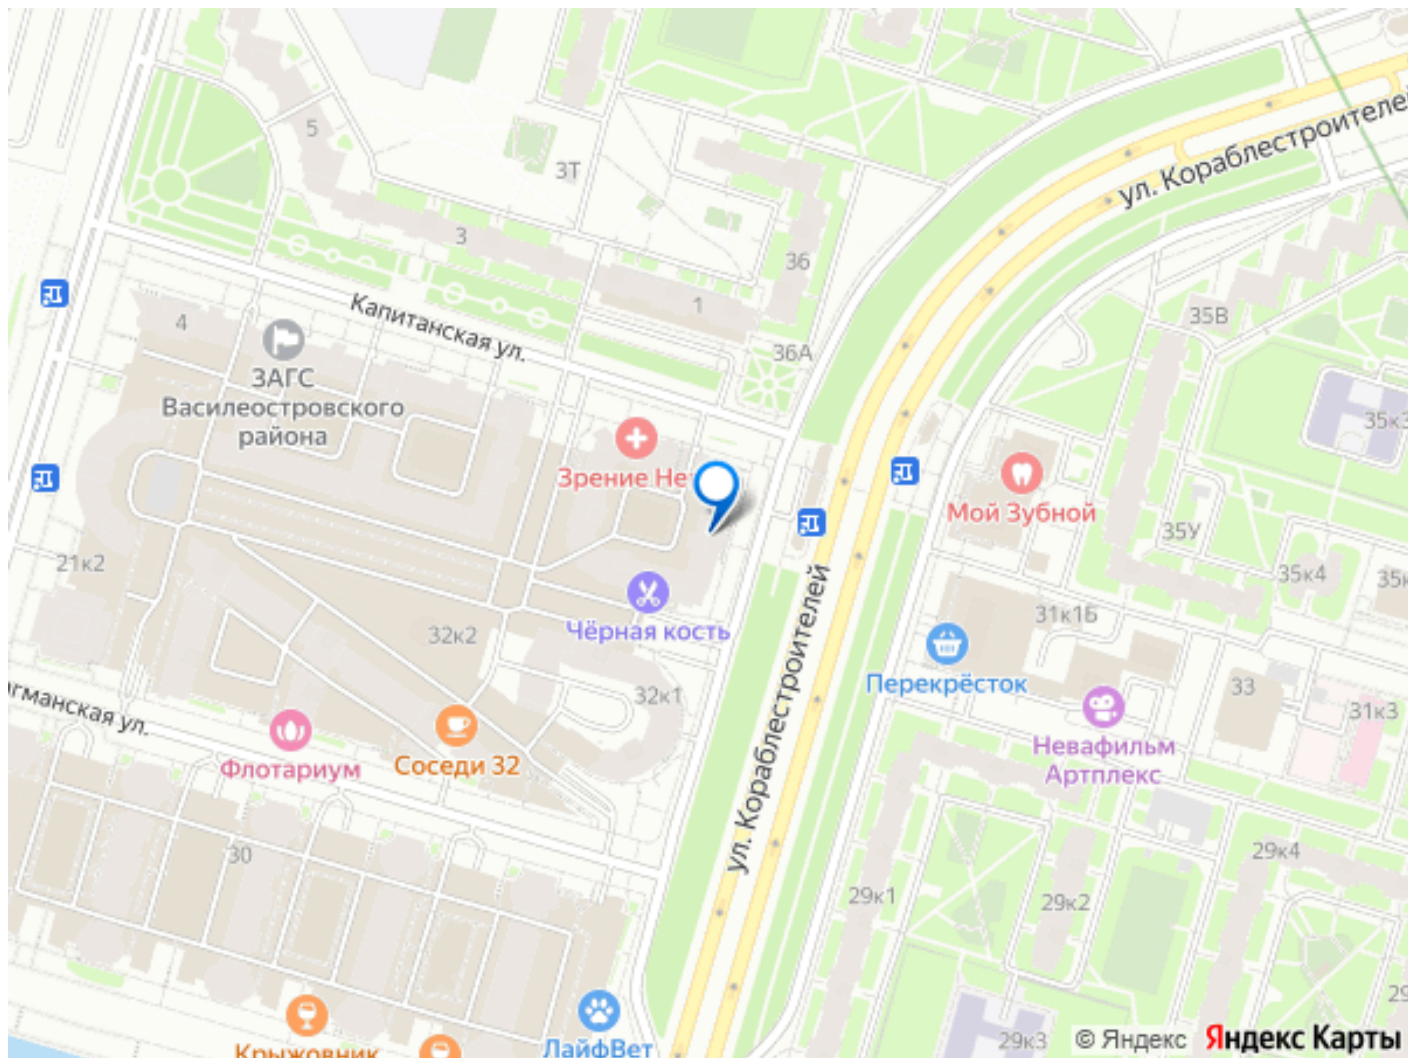 ул. Кораблестроителей
5
3Т
3
36
1
Капитанская ул.
4
36А
35В
ЗАГС
Василеостровского
района
35к3
Зрение Не
Мой Зубной
35У
21к2
35к4
31к1Б
32к2
Чёрная кость
ул. Кораблестроителей
Перекрёсток
33
32к1
31к3
Невафильм
Артплекс
Флотариум
Соседи 32
30
29к4
29к1
29к2
29к3
Крыжовник
ЛайфВет
© Яндекс
Яндекс Карты